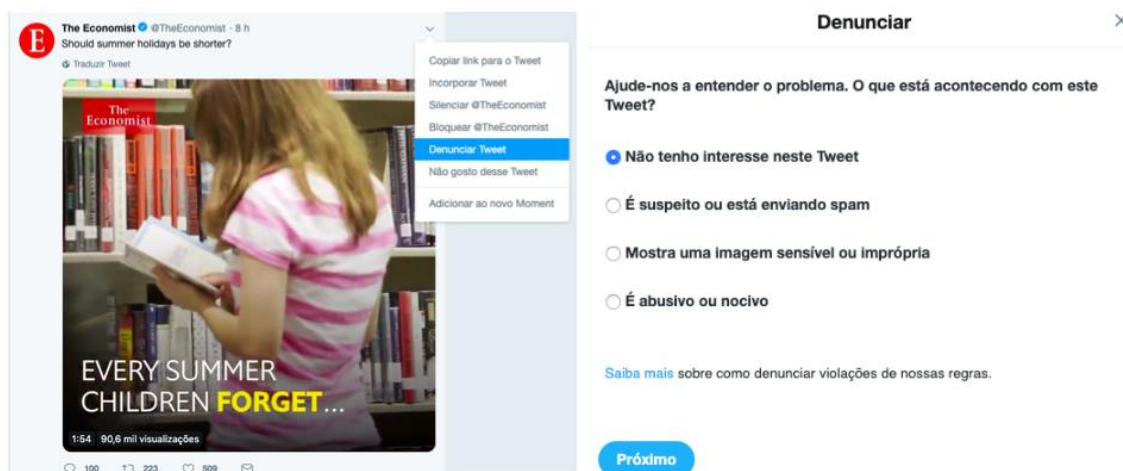 The Economist @TheEconomist · 8 h
Should summer holidays be shorter?
Traduzir Tweet
The
Economist
EVERY SUMMER
CHILDREN FORGET...
1:54 90,6 mil visualizações
100 223 509
Copiar link para o Tweet
Incorporar Tweet
Silenciar @TheEconomist
Bloquear @TheEconomist
Denunciar Tweet
Não gosto desse Tweet
Adicionar ao novo Moment
Denunciar
Ajude-nos a entender o problema. O que está acontecendo com este
Tweet?
Não tenho interesse neste Tweet
É suspeito ou está enviando spam
Mostra uma imagem sensível ou imprópria
É abusivo ou nocivo
Saiba mais sobre como denunciar violações de nossas regras.
Próximo